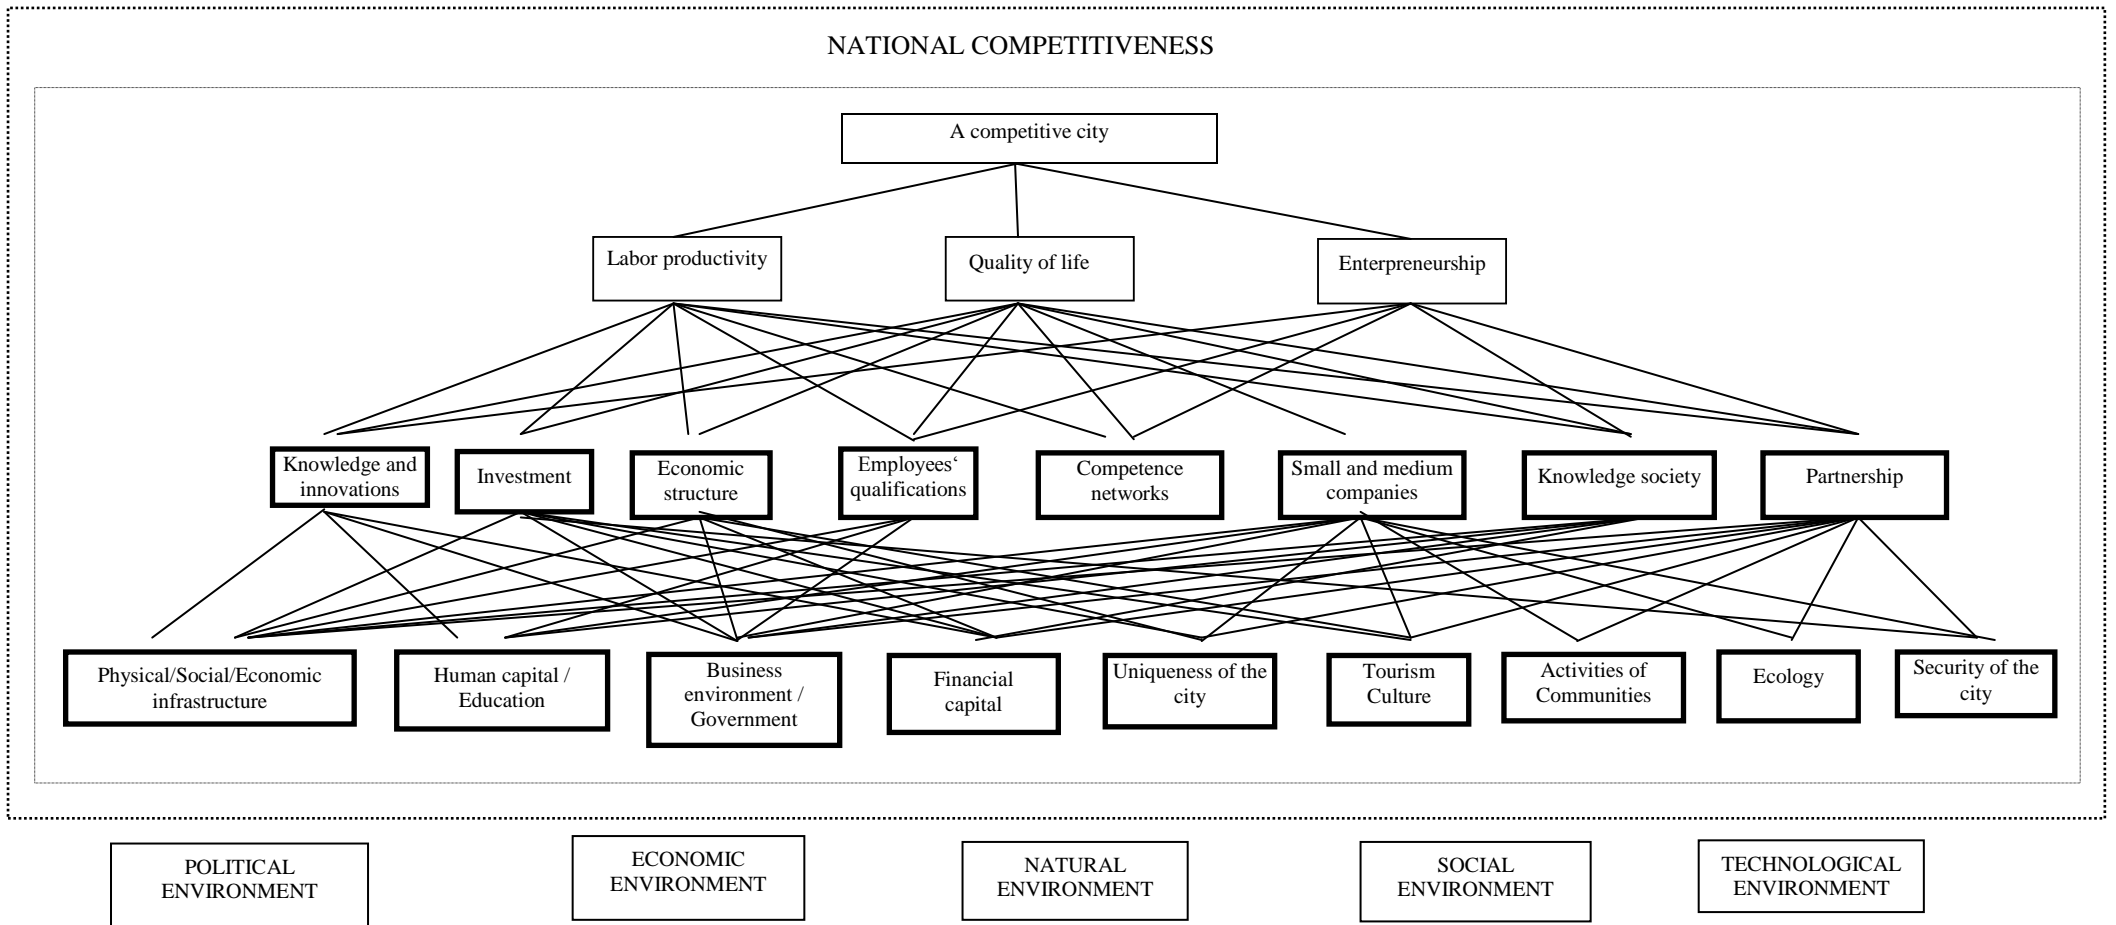 NATIONAL COMPETITIVENESS
A competitive city
Labor productivity
Quality of life
Enterpreneurship
Knowledge and
innovations
Investment
Economic
structure
Employees‘
qualifications
Competence
networks
Small and medium
companies
Knowledge society
Partnership
Physical/Social/Economic
infrastructure
Human capital /
Education
Business
environment /
Government
Financial
capital
Uniqueness of the
city
Tourism
Culture
Activities of
Communities
Ecology
Security of the
city
POLITICAL
ENVIRONMENT
ECONOMIC
ENVIRONMENT
NATURAL
ENVIRONMENT
SOCIAL
ENVIRONMENT
TECHNOLOGICAL
ENVIRONMENT